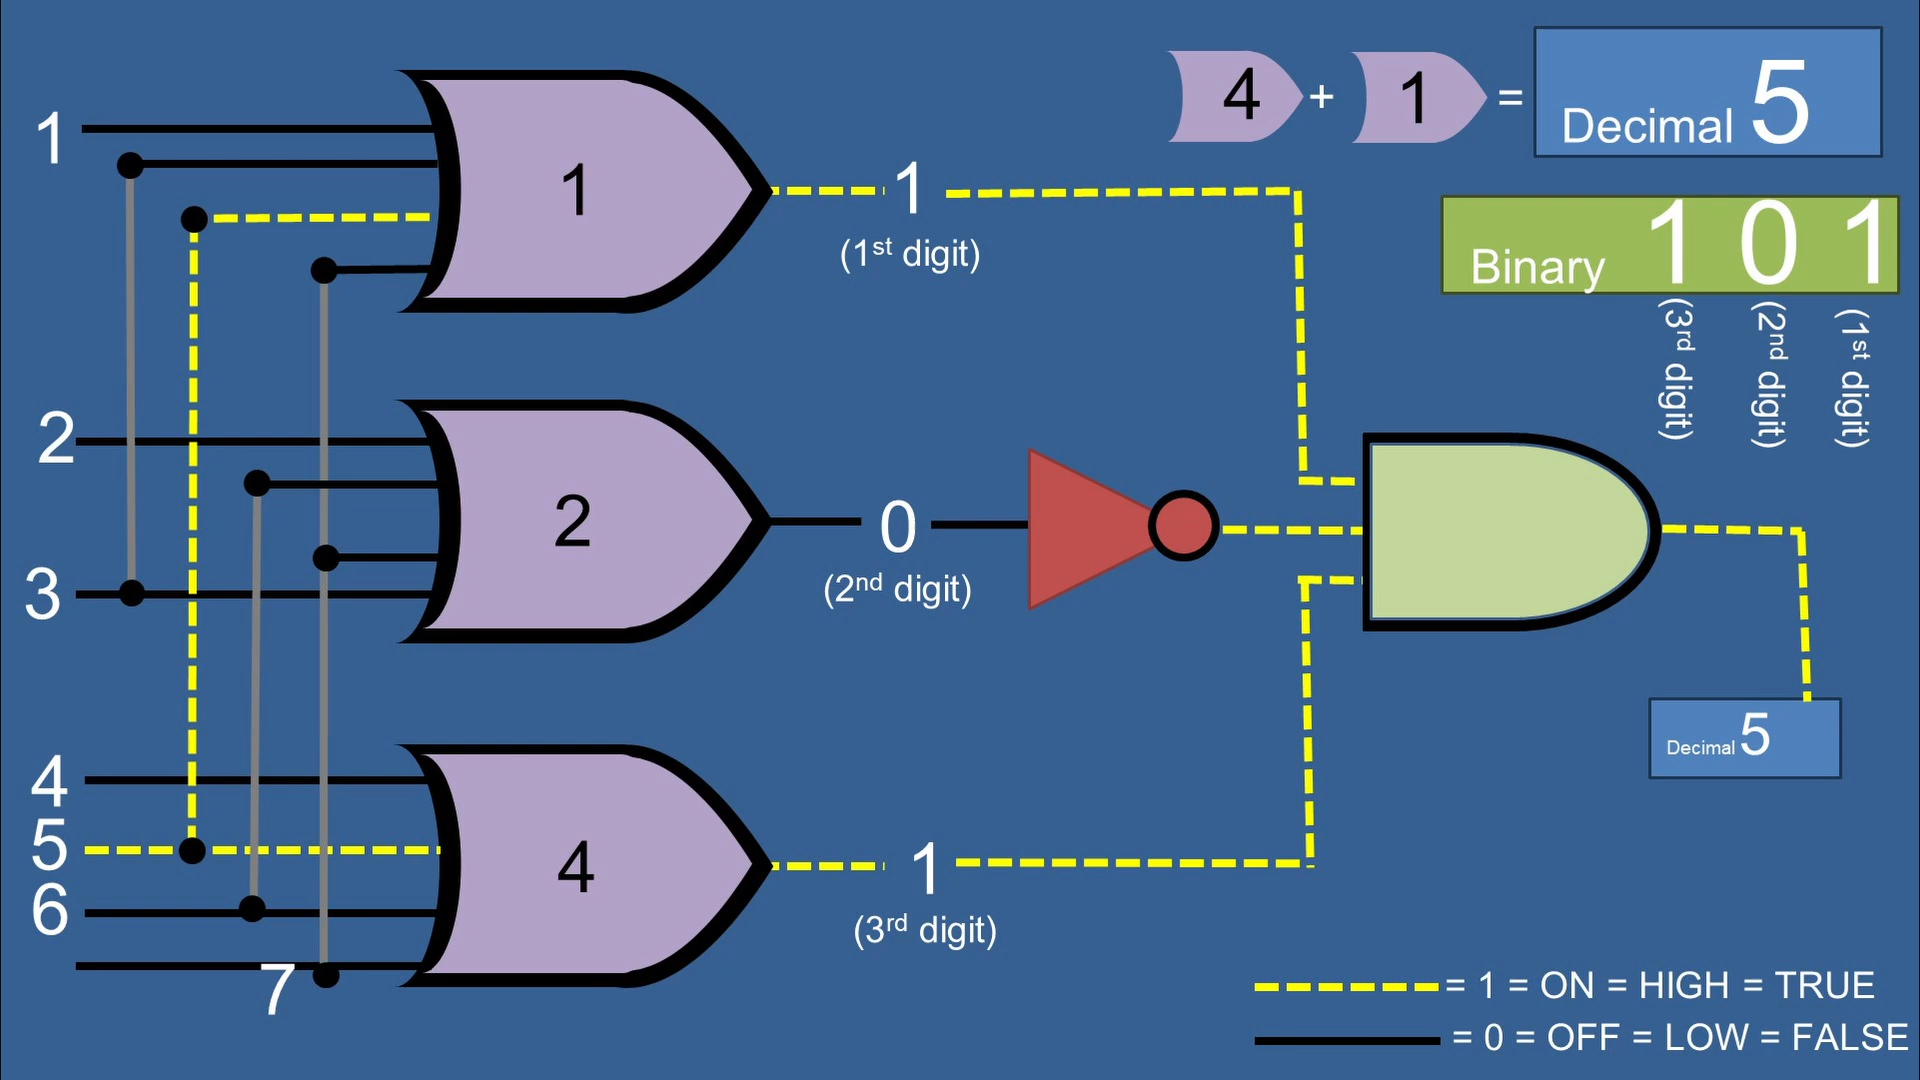 4 + 1 = Decimal 5
1
1
1
(1st digit)
Binary 1 0 1
(3rd digit)
(2nd digit)
(1st digit)
2
2
0
(2nd digit)
3
4
5
6
7
4
1
(3rd digit)
Decimal 5
= 1 = ON = HIGH = TRUE
= 0 = OFF = LOW = FALSE